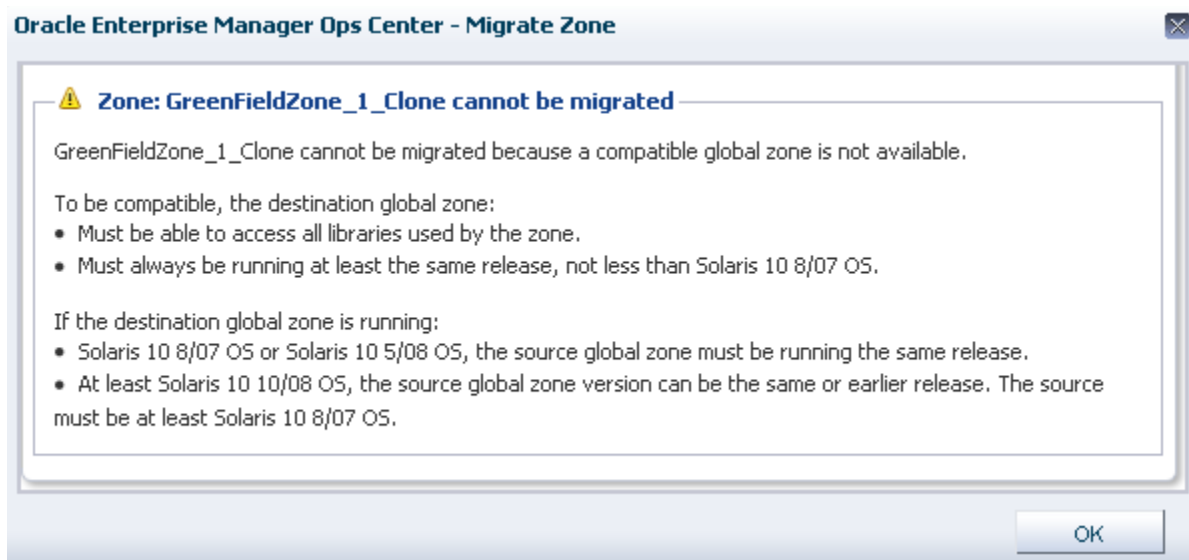 Oracle Enterprise Manager Ops Center - Migrate Zone
Zone: GreenFieldZone_1_Clone cannot be migrated
GreenFieldZone_1_Clone cannot be migrated because a compatible global zone is not available.
To be compatible, the destination global zone:
• Must be able to access all libraries used by the zone.
• Must always be running at least the same release, not less than Solaris 10 8/07 OS.
If the destination global zone is running:
• Solaris 10 8/07 OS or Solaris 10 5/08 OS, the source global zone must be running the same release.
• At least Solaris 10 10/08 OS, the source global zone version can be the same or earlier release. The source
must be at least Solaris 10 8/07 OS.
OK